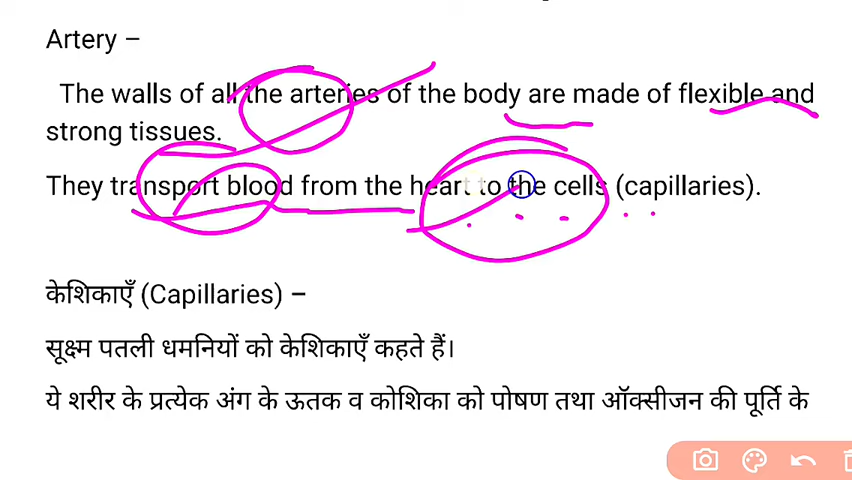 Artery –
The walls of all the arteries of the body are made of flexible and
strong tissues.
They transport blood from the heart to the cells (capillaries).
केशिकाएँ (Capillaries) –
सूक्ष्म पतली धमनियों को केशिकाएँ कहते हैं।
ये शरीर के प्रत्येक अंग के ऊतक व कोशिका को पोषण तथा ऑक्सीजन की पूर्ति के